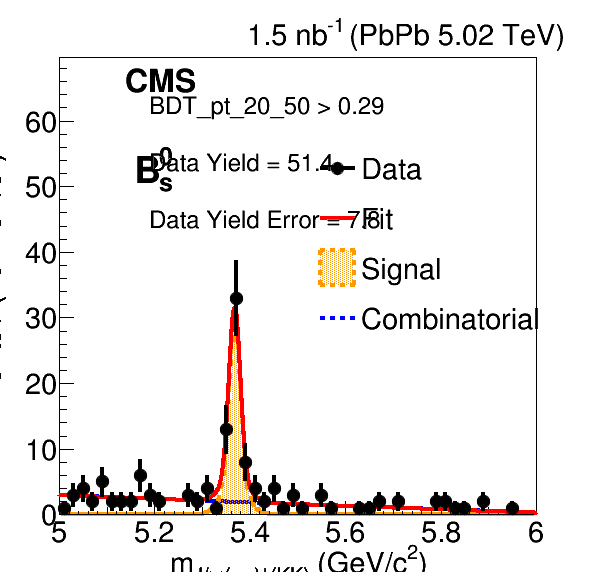 1.5 nb⁻¹ (PbPb 5.02 TeV)
CMS
BDT_pt_20_50 > 0.29
B⁰ₛ
Data Yield = 51.4
Data Yield Error = 7.8
Data
Fit
Signal
Combinatorial
60
50
40
30
20
10
0
5 5.2 5.4 5.6 5.8 6
m (GeV/c²)